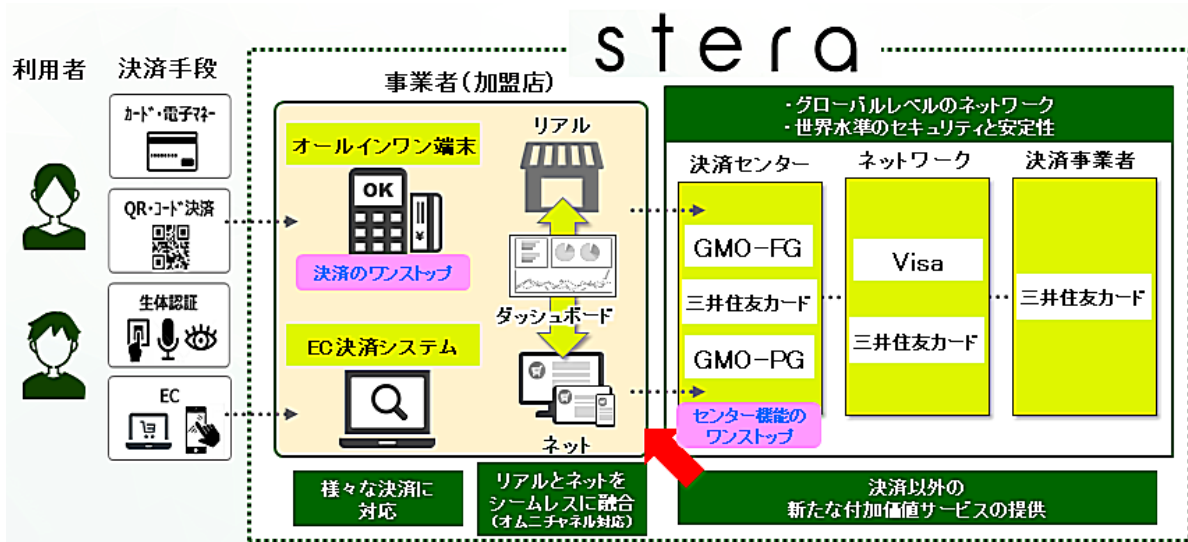 stera
利用者
決済手段
カード・電子マネー
QR・コード決済
生体認証
EC
事業者(加盟店)
オールインワン端末
OK
¥
決済のワンストップ
EC決済システム
リアル
ダッシュボード
ネット
・グローバルレベルのネットワーク
・世界水準のセキュリティと安定性
決済センター
GMO-FG
三井住友カード
GMO-PG
センター機能の
ワンストップ
ネットワーク
Visa
三井住友カード
決済事業者
三井住友カード
様々な決済に
対応
リアルとネットを
シームレスに融合
(オムニチャネル対応)
決済以外の
新たな付加価値サービスの提供